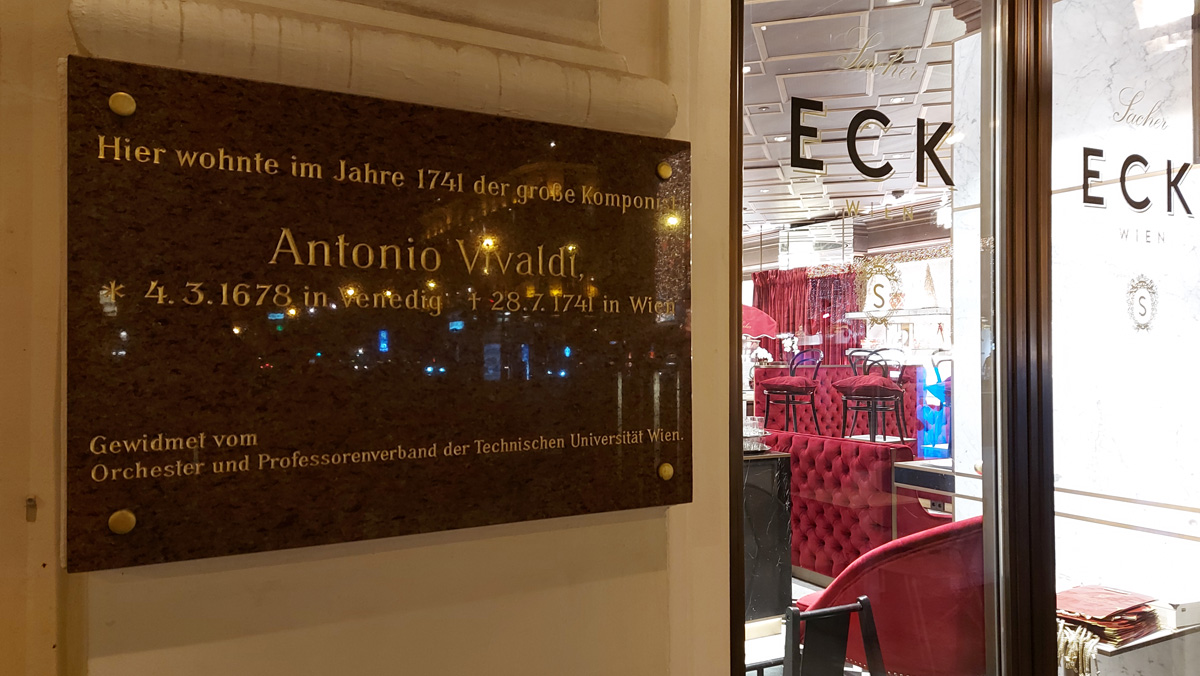 Hier wohnte im Jahre 1741 der große Komponist
Antonio Vivaldi,
* 4.3.1678 in Venedig † 28.7.1741 in Wien
Gewidmet vom
Orchester und Professorenverband der Technischen Universität Wien.
Sacher
ECK
WIEN
S
Sacher
ECK
WIEN
S